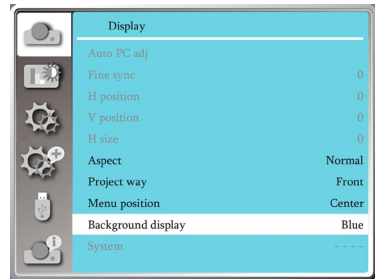 Display
Auto PC adj
Fine sync 0
H position 0
V position 0
H size 0
Aspect Normal
Project way Front
Menu position Center
Background display Blue
System - - - -